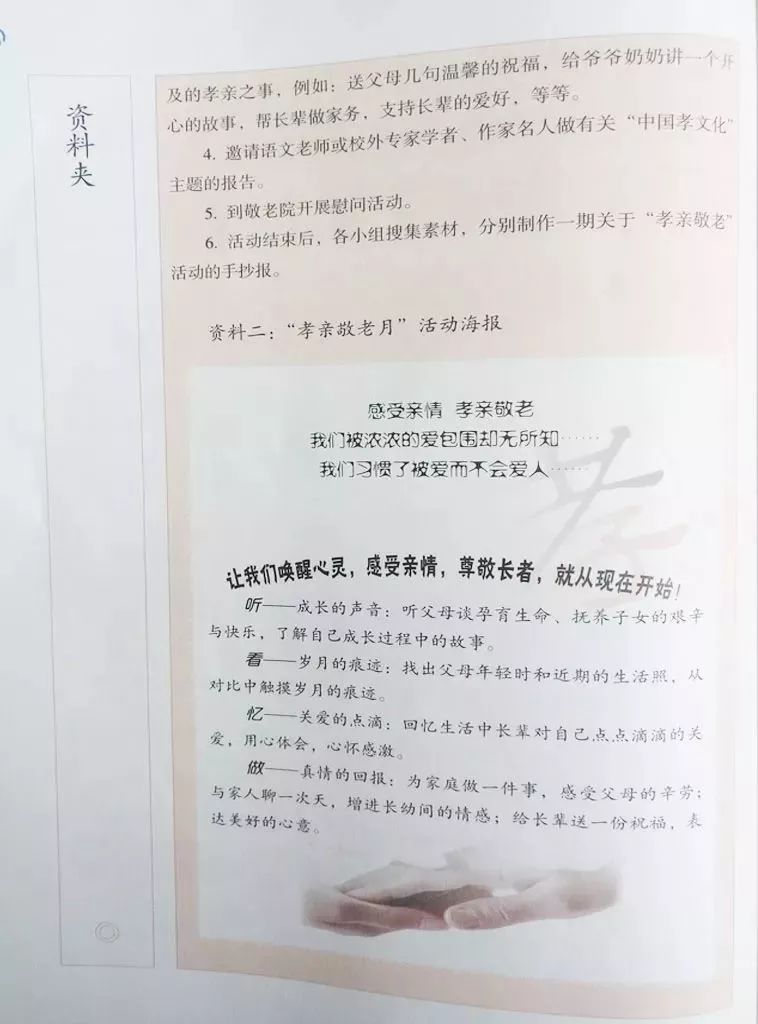 资料夹
及的孝亲之事，例如：送父母几句温馨的祝福，给爷爷奶奶讲一个开
心的故事，帮长辈做家务，支持长辈的爱好，等等。
4. 邀请语文老师或校外专家学者、作家名人做有关“中国孝文化”
主题的报告。
5. 到敬老院开展慰问活动。
6. 活动结束后，各小组搜集素材，分别制作一期关于“孝亲敬老”
活动的手抄报。
资料二：“孝亲敬老月”活动海报
感受亲情 孝亲敬老
我们被浓浓的爱包围却无所知……
我们习惯了被爱而不会爱人……
孝
让我们唤醒心灵，感受亲情，尊敬长者，就从现在开始！
听——成长的声音：听父母谈孕育生命、抚养子女的艰辛
与快乐，了解自己成长过程中的故事。
看——岁月的痕迹：找出父母年轻时和近期的生活照，从
对比中触摸岁月的痕迹。
忆——关爱的点滴：回忆生活中长辈对自己点点滴滴的关
爱，用心体会，心怀感激。
做——真情的回报：为家庭做一件事，感受父母的辛劳；
与家人聊一次天，增进长幼间的情感；给长辈送一份祝福，表
达美好的心意。